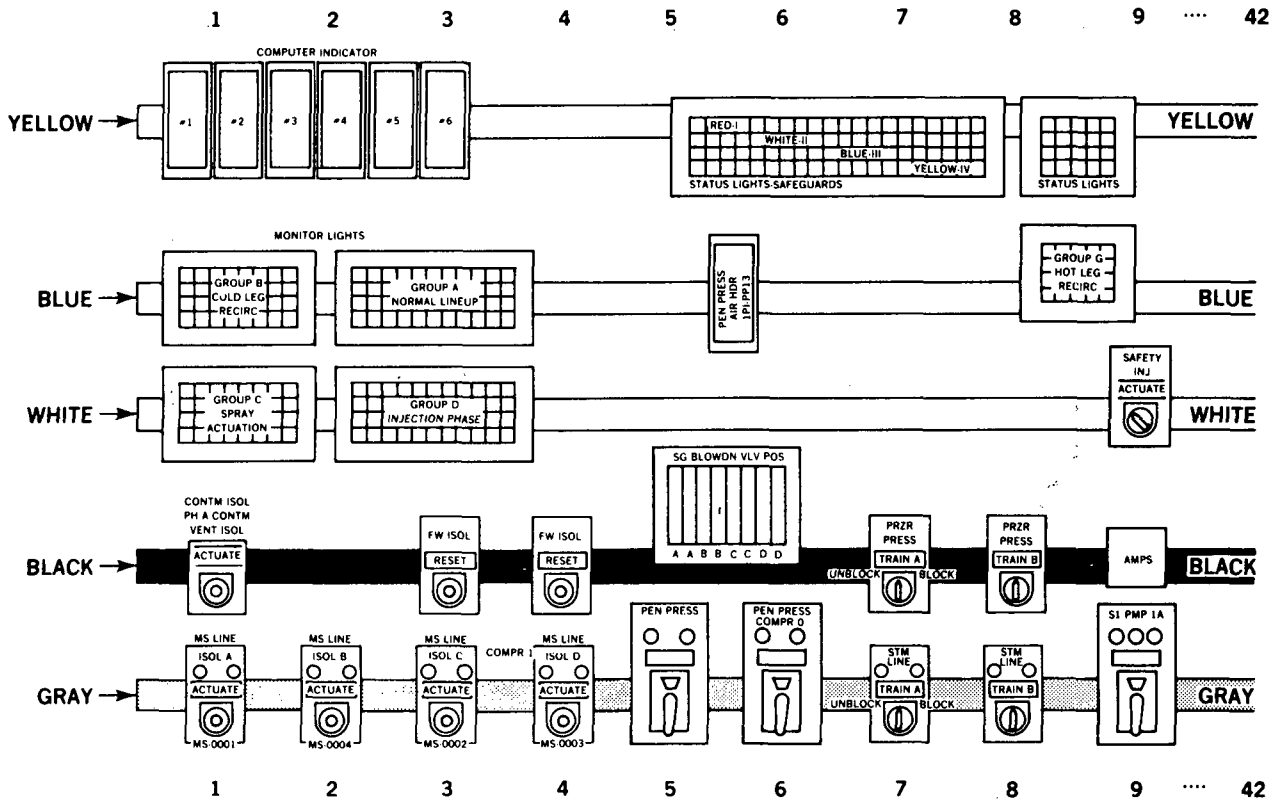 1 2 3 4 5 6 7 8 9 .... 42
COMPUTER INDICATOR
#1 #2 #3 #4 #5 #6
YELLOW
RED-I
WHITE-II
BLUE-III
YELLOW-IV
STATUS LIGHTS-SAFEGUARDS
STATUS LIGHTS
YELLOW
MONITOR LIGHTS
BLUE
GROUP B
CULD LEG
RECIRC
GROUP A
NORMAL LINEUP
PEN PRESS
AIR HDR
1PI-PP13
GROUP G
HOT LEG
RECIRC
BLUE
WHITE
GROUP C
SPRAY
ACTUATION
GROUP D
INJECTION PHASE
SAFETY
INJ
ACTUATE
WHITE
SG BLOWDN VLV POS
A A B B C C D D
BLACK
CONTM ISOL
PH A CONTM
VENT ISOL
ACTUATE
FW ISOL
RESET
FW ISOL
RESET
PRZR
PRESS
TRAIN A
UNBLOCK BLOCK
PRZR
PRESS
TRAIN B
AMPS
BLACK
GRAY
MS LINE
ISOL A
ACTUATE
MS-0001
MS LINE
ISOL B
ACTUATE
MS-0004
MS LINE
ISOL C
ACTUATE
MS-0002
COMPR 1
MS LINE
ISOL D
ACTUATE
MS-0003
PEN PRESS
PEN PRESS
COMPR 0
STM
LINE
TRAIN A
UNBLOCK BLOCK
STM
LINE
TRAIN B
S1 PMP 1A
GRAY
1 2 3 4 5 6 7 8 9 .... 42